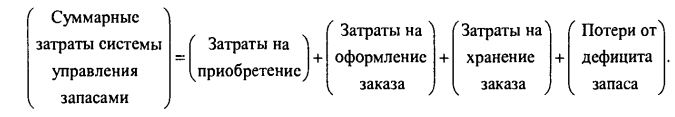 Суммарные
затраты системы
управления
запасами
=
Затраты на
приобретение
+
Затраты на
оформление
заказа
+
Затраты на
хранение
заказа
+
Потери от
дефицита
запаса
.